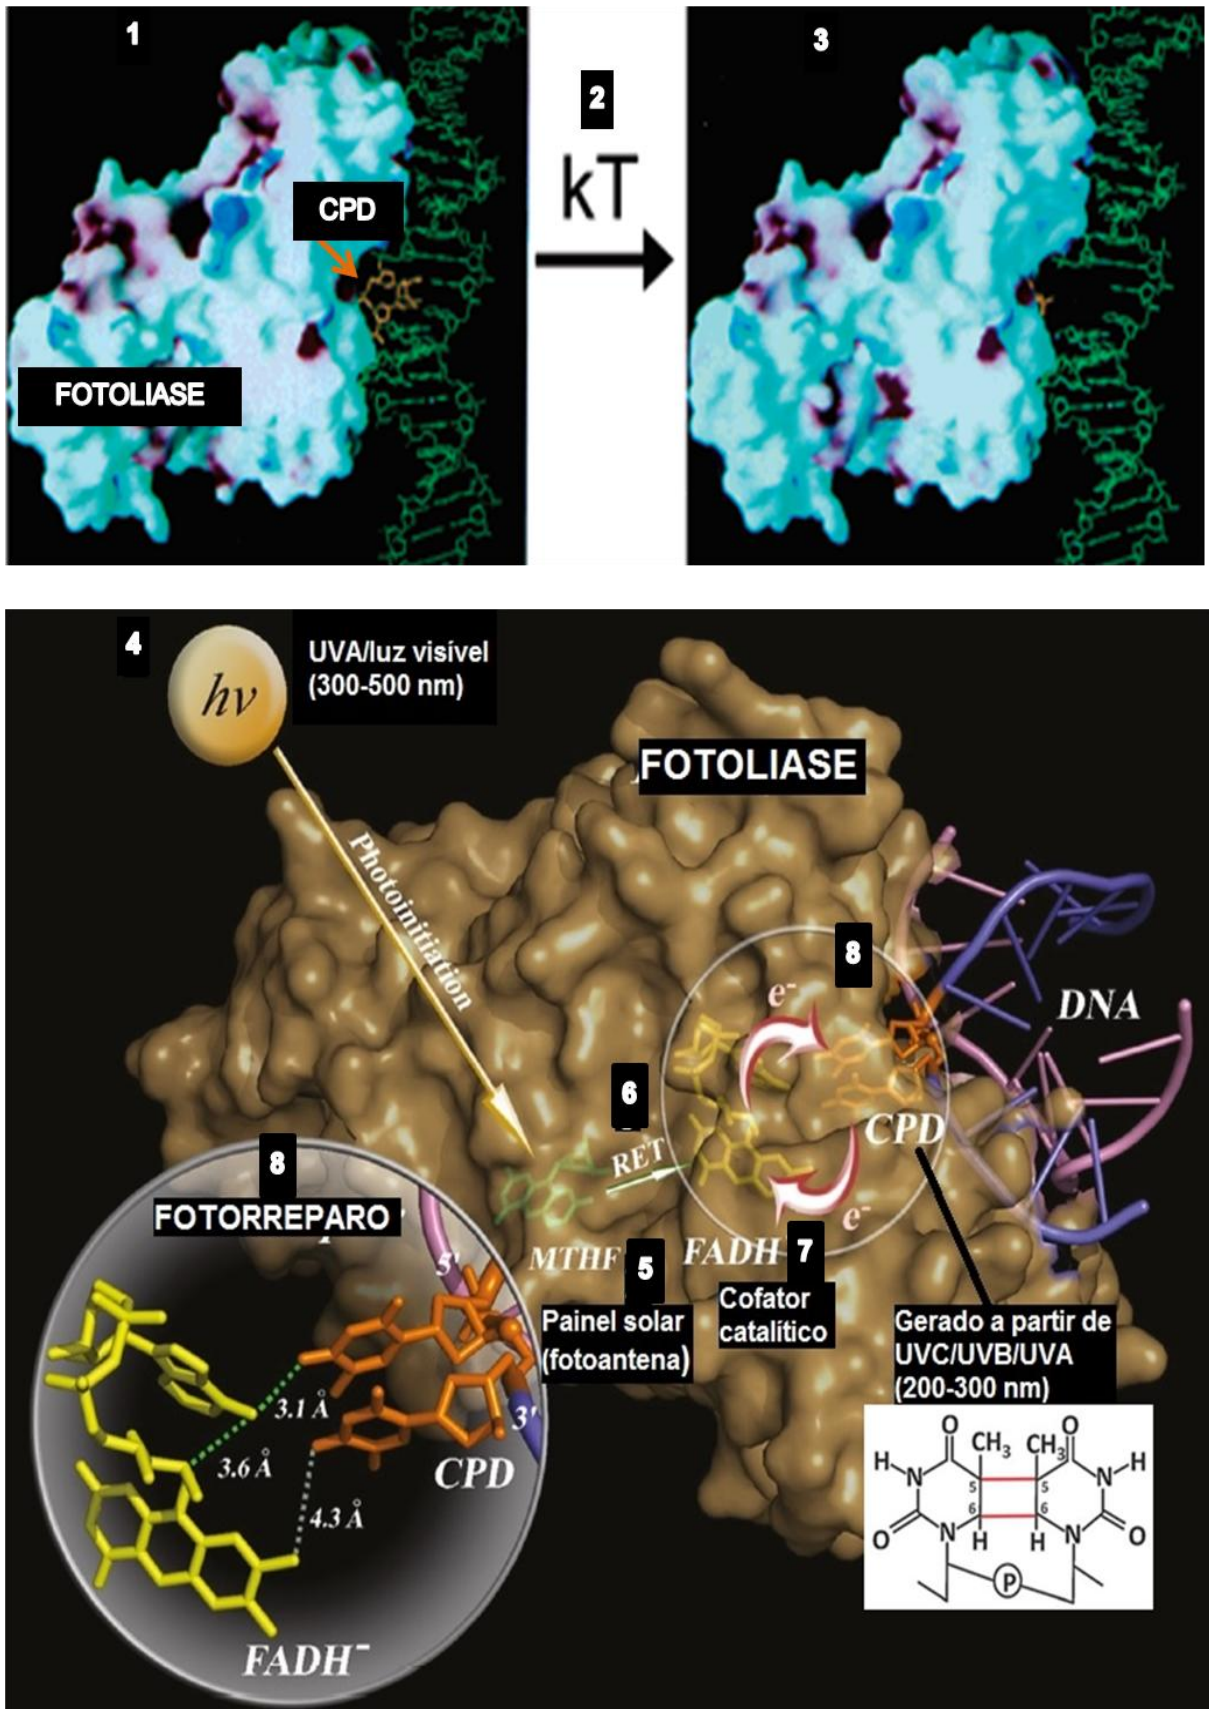 1
2
3
kT
CPD
FOTOLIASE
4
hν
UVA/luz visível
(300-500 nm)
FOTOLIASE
Photoinitiation
8
e-
DNA
CPD
6
RET
e-
8
FOTORREPARO
5'
MTHF
5
FADH
7
Painel solar
(fotoantena)
Cofator
catalítico
Gerado a partir de
UVC/UVB/UVA
(200-300 nm)
3.1 Å
3.6 Å
4.3 Å
3'
CPD
FADH⁻
O
CH₃
CH₃
O
H
N
5
5
N
H
6
6
O
N
H
H
N
O
P